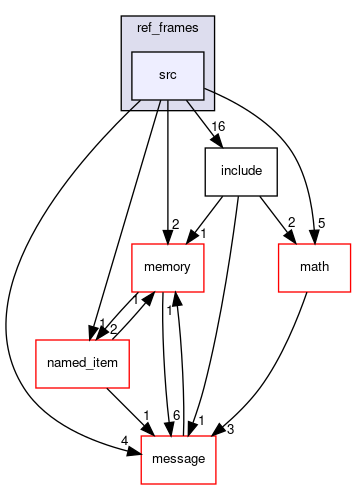 ref_frames
src
16
include
2
1
2
5
memory
math
1
1
2
1
named_item
1
6
1
3
4
message